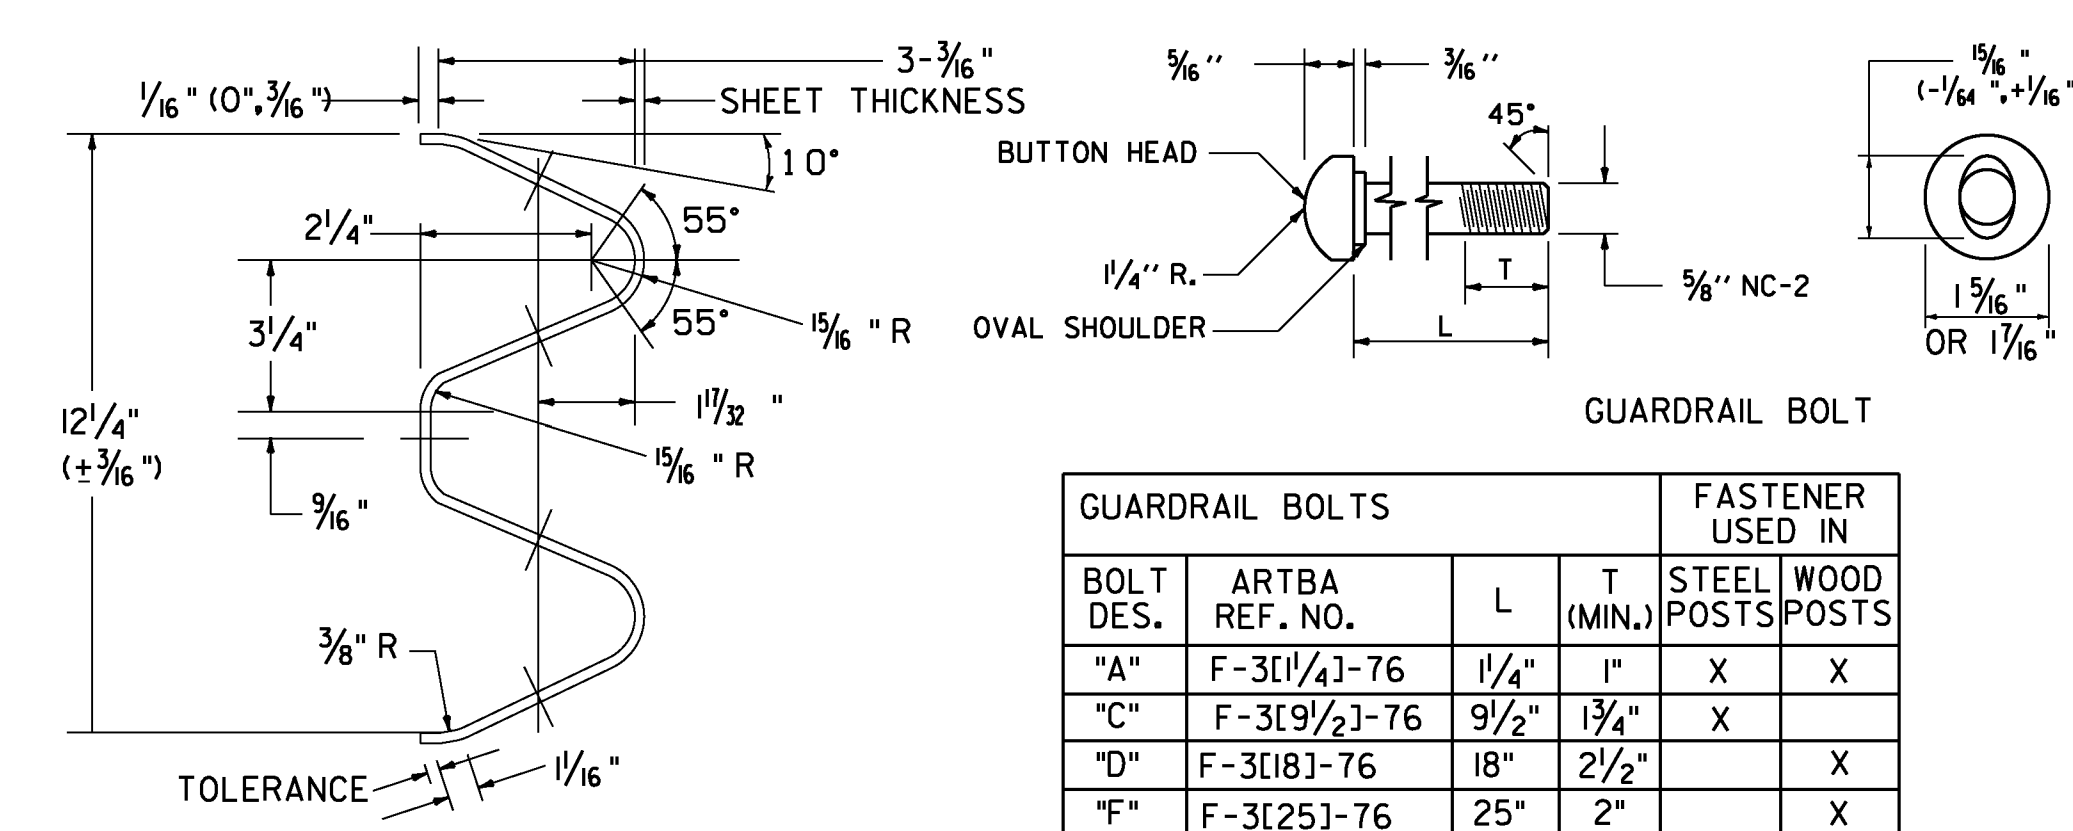 3-3/16"
1/16" (0", 3/16")
SHEET THICKNESS
10°
2 1/4"
55°
55°
3 1/4"
15/16" R
1 17/32"
12 1/4"
(±3/16")
15/16" R
9/16"
3/8" R
TOLERANCE
1 1/16"
5/16"
3/16"
45°
BUTTON HEAD
1 1/4" R.
T
5/8" NC-2
OVAL SHOULDER
L
15/16"
(-1/64", +1/16"
1 5/16"
OR 1 7/16"
GUARDRAIL BOLT
GUARDRAIL BOLTS FASTENER
USED IN
BOLT ARTBA L T STEEL WOOD
DES. REF. NO. (MIN.) POSTS POSTS
"A" F-3[1 1/4]-76 1 1/4" 1" X X
"C" F-3[9 1/2]-76 9 1/2" 1 3/4" X
"D" F-3[18]-76 18" 2 1/2" X
"F" F-3[25]-76 25" 2" X